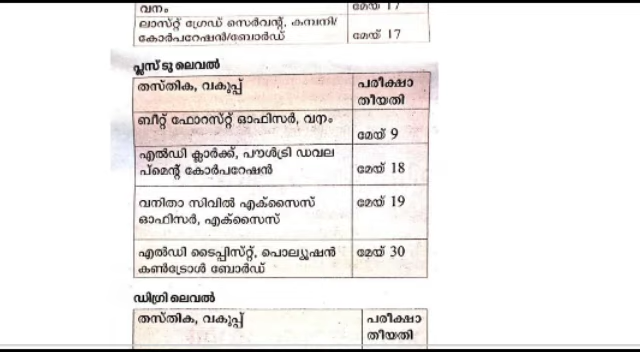 വനം മേയ് 17
ലാസ്റ്റ് ഗ്രേഡ് സെർവന്റ്, കമ്പനി/
കോർപറേഷൻ/ബോർഡ് മേയ് 17
പ്ലസ് ടു ലെവൽ
തസ്തിക, വകുപ്പ് പരീക്ഷാ
തീയതി
ബീറ്റ് ഫോറസ്റ്റ് ഓഫിസർ, വനം മേയ് 9
എൽഡി ക്ലാർക്ക്, പൗൾട്രി ഡവല
പ്മെന്റ് കോർപറേഷൻ മേയ് 18
വനിതാ സിവിൽ എക്സൈസ് മേയ് 19
ഓഫിസർ, എക്സൈസ്
എൽഡി ടൈപ്പിസ്റ്റ്, പൊല്യൂഷൻ മേയ് 30
കൺട്രോൾ ബോർഡ്
ഡിഗ്രി ലെവൽ
തസ്തിക, വകുപ്പ് പരീക്ഷാ
തീയതി